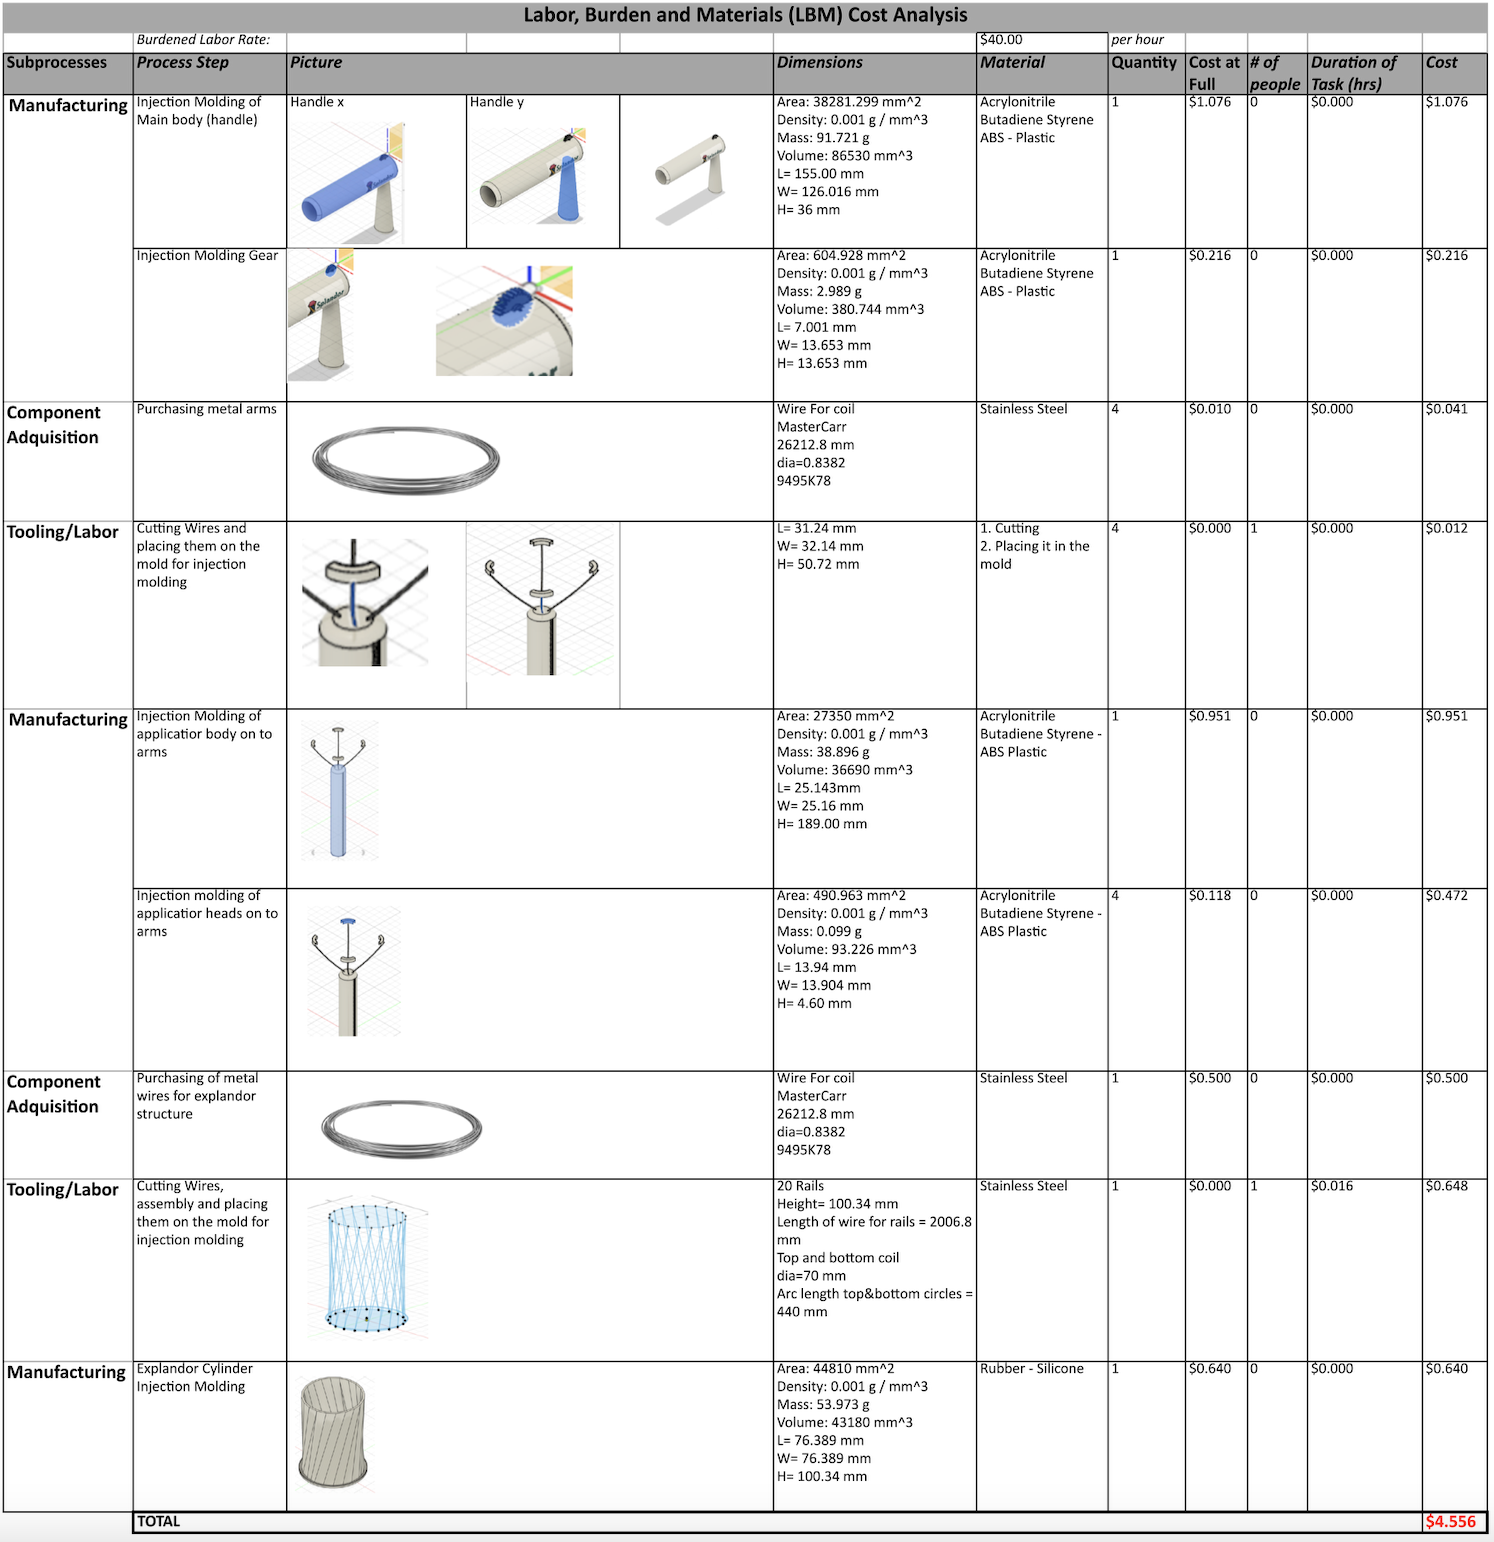 Labor, Burden and Materials (LBM) Cost Analysis
Burdened Labor Rate: $40.00 per hour
Subprocesses Process Step Picture Dimensions Material Quantity Cost at Full # of people Duration of Task (hrs) Cost
Manufacturing
Injection Molding of
Main body (handle)
Handle x
Handle y
Splandor
Area: 38281.299 mm^2
Density: 0.001 g / mm^3
Mass: 91.721 g
Volume: 86530 mm^3
L= 155.00 mm
W= 126.016 mm
H= 36 mm
Acrylonitrile
Butadiene Styrene
ABS - Plastic
1 $1.076 0 $0.000 $1.076
Injection Molding Gear
Splandor
Area: 604.928 mm^2
Density: 0.001 g / mm^3
Mass: 2.989 g
Volume: 380.744 mm^3
L= 7.001 mm
W= 13.653 mm
H= 13.653 mm
Acrylonitrile
Butadiene Styrene
ABS - Plastic
1 $0.216 0 $0.000 $0.216
Component
Adquisition
Purchasing metal arms
Wire For coil
MasterCarr
26212.8 mm
dia=0.8382
9495K78
Stainless Steel
4 $0.010 0 $0.000 $0.041
Tooling/Labor
Cutting Wires and
placing them on the
mold for injection
molding
L= 31.24 mm
W= 32.14 mm
H= 50.72 mm
1. Cutting
2. Placing it in the
mold
4 $0.000 1 $0.000 $0.012
Manufacturing
Injection Molding of
applicatior body on to
arms
Area: 27350 mm^2
Density: 0.001 g / mm^3
Mass: 38.896 g
Volume: 36690 mm^3
L= 25.143mm
W= 25.16 mm
H= 189.00 mm
Acrylonitrile
Butadiene Styrene -
ABS Plastic
1 $0.951 0 $0.000 $0.951
Injection molding of
applicatior heads on to
arms
Area: 490.963 mm^2
Density: 0.001 g / mm^3
Mass: 0.099 g
Volume: 93.226 mm^3
L= 13.94 mm
W= 13.904 mm
H= 4.60 mm
Acrylonitrile
Butadiene Styrene -
ABS Plastic
4 $0.118 0 $0.000 $0.472
Component
Adquisition
Purchasing of metal
wires for explandor
structure
Wire For coil
MasterCarr
26212.8 mm
dia=0.8382
9495K78
Stainless Steel
1 $0.500 0 $0.000 $0.500
Tooling/Labor
Cutting Wires,
assembly and placing
them on the mold for
injection molding
20 Rails
Height= 100.34 mm
Length of wire for rails = 2006.8
mm
Top and bottom coil
dia=70 mm
Arc length top&bottom circles =
440 mm
Stainless Steel
1 $0.000 1 $0.016 $0.648
Manufacturing
Explandor Cylinder
Injection Molding
Area: 44810 mm^2
Density: 0.001 g / mm^3
Mass: 53.973 g
Volume: 43180 mm^3
L= 76.389 mm
W= 76.389 mm
H= 100.34 mm
Rubber - Silicone
1 $0.640 0 $0.000 $0.640
TOTAL $4.556